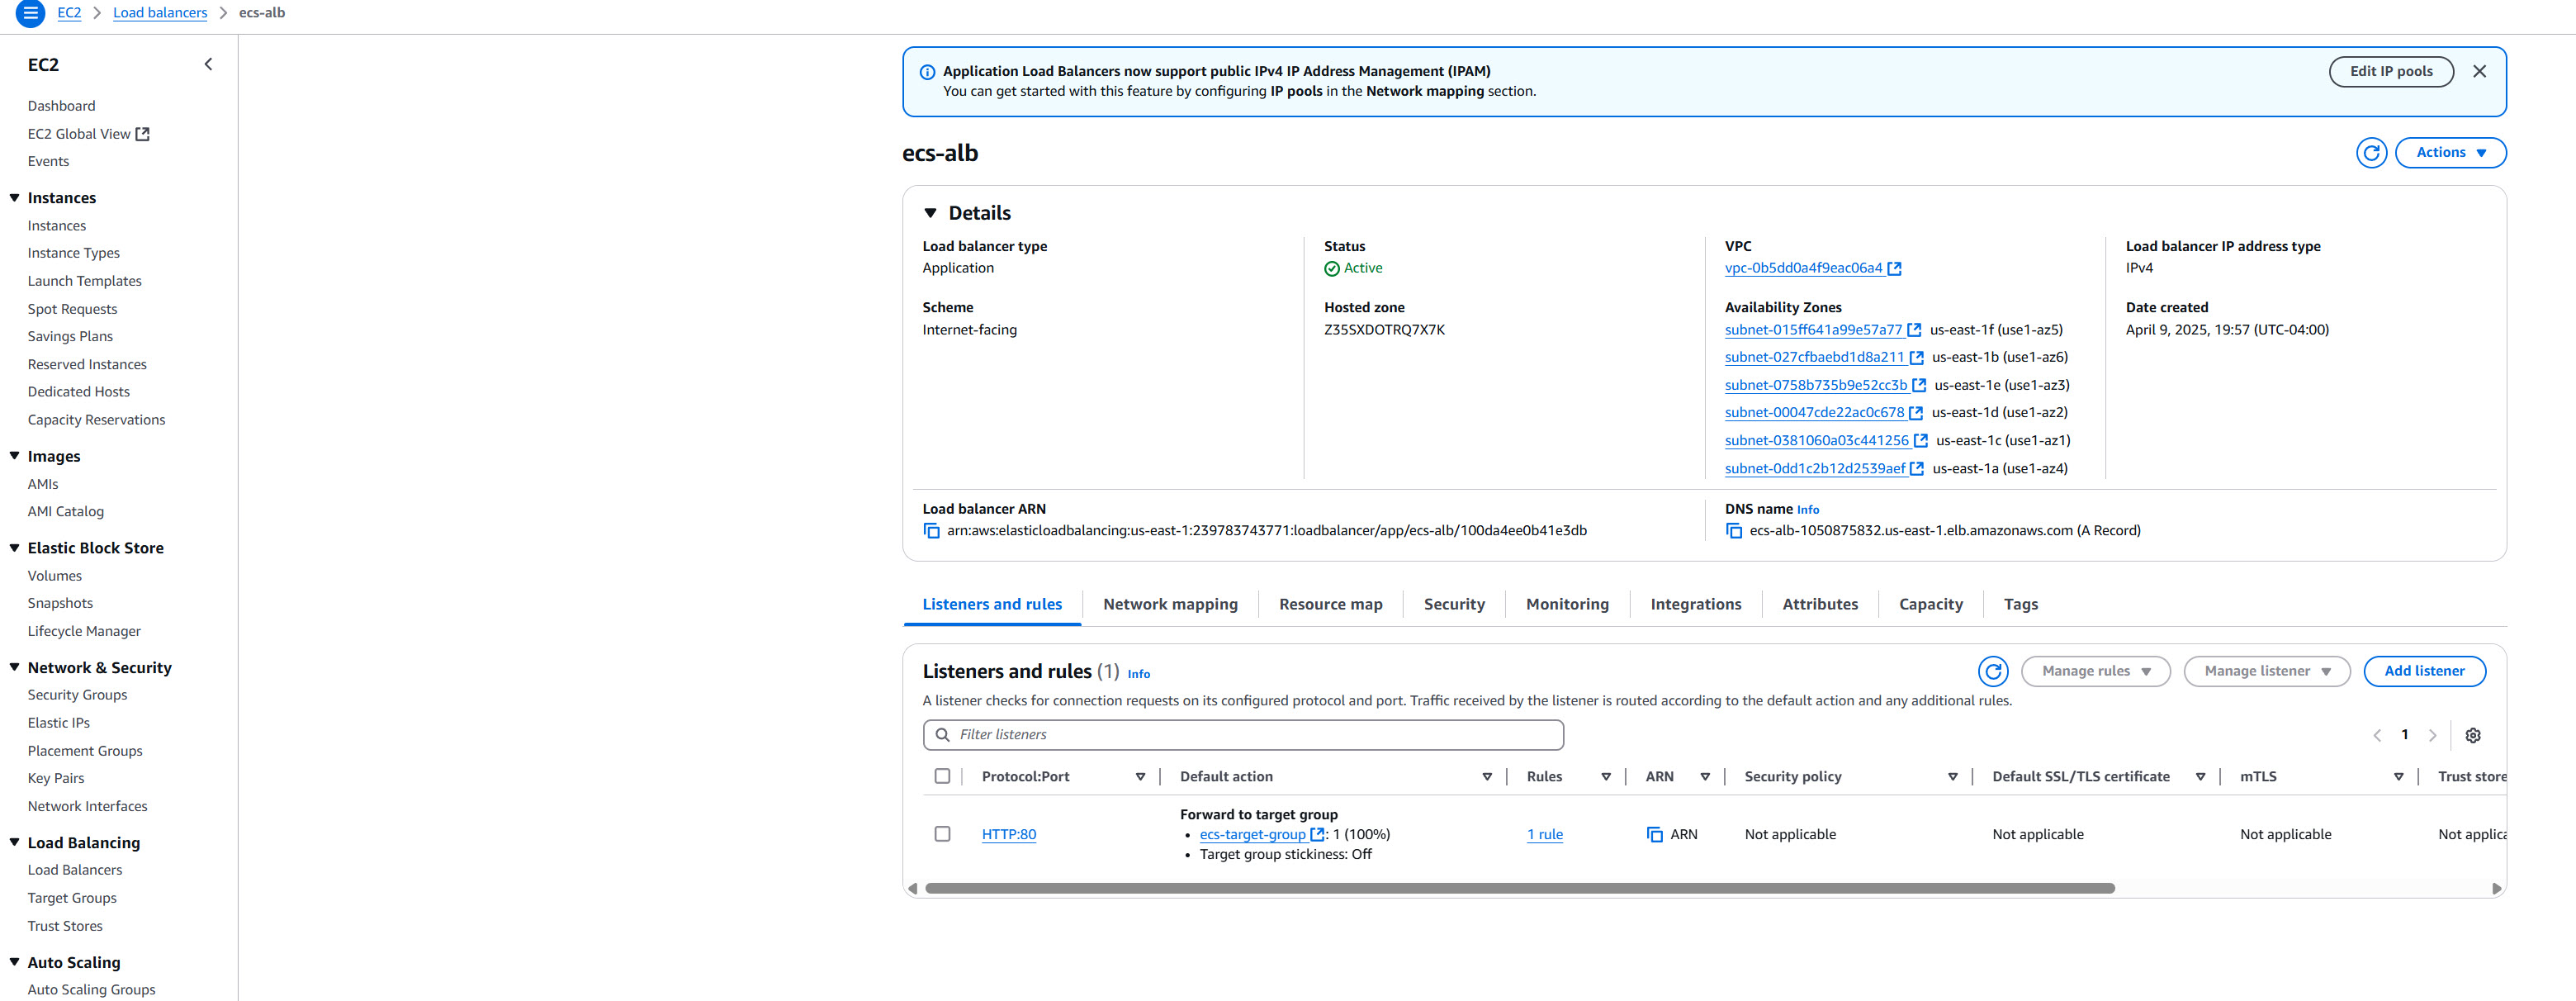 EC2 > Load balancers > ecs-alb
EC2
Dashboard
EC2 Global View
Events
Instances
Instances
Instance Types
Launch Templates
Spot Requests
Savings Plans
Reserved Instances
Dedicated Hosts
Capacity Reservations
Images
AMIs
AMI Catalog
Elastic Block Store
Volumes
Snapshots
Lifecycle Manager
Network & Security
Security Groups
Elastic IPs
Placement Groups
Key Pairs
Network Interfaces
Load Balancing
Load Balancers
Target Groups
Trust Stores
Auto Scaling
Auto Scaling Groups
Application Load Balancers now support public IPv4 IP Address Management (IPAM)
You can get started with this feature by configuring IP pools in the Network mapping section.
Edit IP pools
ecs-alb
Actions
Details
Load balancer type
Application
Scheme
Internet-facing
Status
Active
Hosted zone
Z35SXDOTRQ7X7K
VPC
vpc-0b5dd0a4f9eac06a4
Availability Zones
subnet-015ff641a99e57a77 us-east-1f (use1-az5)
subnet-027cfbaebd1d8a211 us-east-1b (use1-az6)
subnet-0758b735b9e52cc3b us-east-1e (use1-az3)
subnet-00047cde22ac0c678 us-east-1d (use1-az2)
subnet-0381060a03c441256 us-east-1c (use1-az1)
subnet-0dd1c2b12d2539aef us-east-1a (use1-az4)
Load balancer IP address type
IPv4
Date created
April 9, 2025, 19:57 (UTC-04:00)
Load balancer ARN
arn:aws:elasticloadbalancing:us-east-1:239783743771:loadbalancer/app/ecs-alb/100da4ee0b41e3db
DNS name Info
ecs-alb-1050875832.us-east-1.elb.amazonaws.com (A Record)
Listeners and rules Network mapping Resource map Security Monitoring Integrations Attributes Capacity Tags
Listeners and rules (1) Info
Manage rules Manage listener Add listener
A listener checks for connection requests on its configured protocol and port. Traffic received by the listener is routed according to the default action and any additional rules.
Filter listeners
1
Protocol:Port Default action Rules ARN Security policy Default SSL/TLS certificate mTLS Trust store
Forward to target group
HTTP:80 • ecs-target-group: 1 (100%) 1 rule ARN Not applicable Not applicable Not applicable Not applica
• Target group stickiness: Off